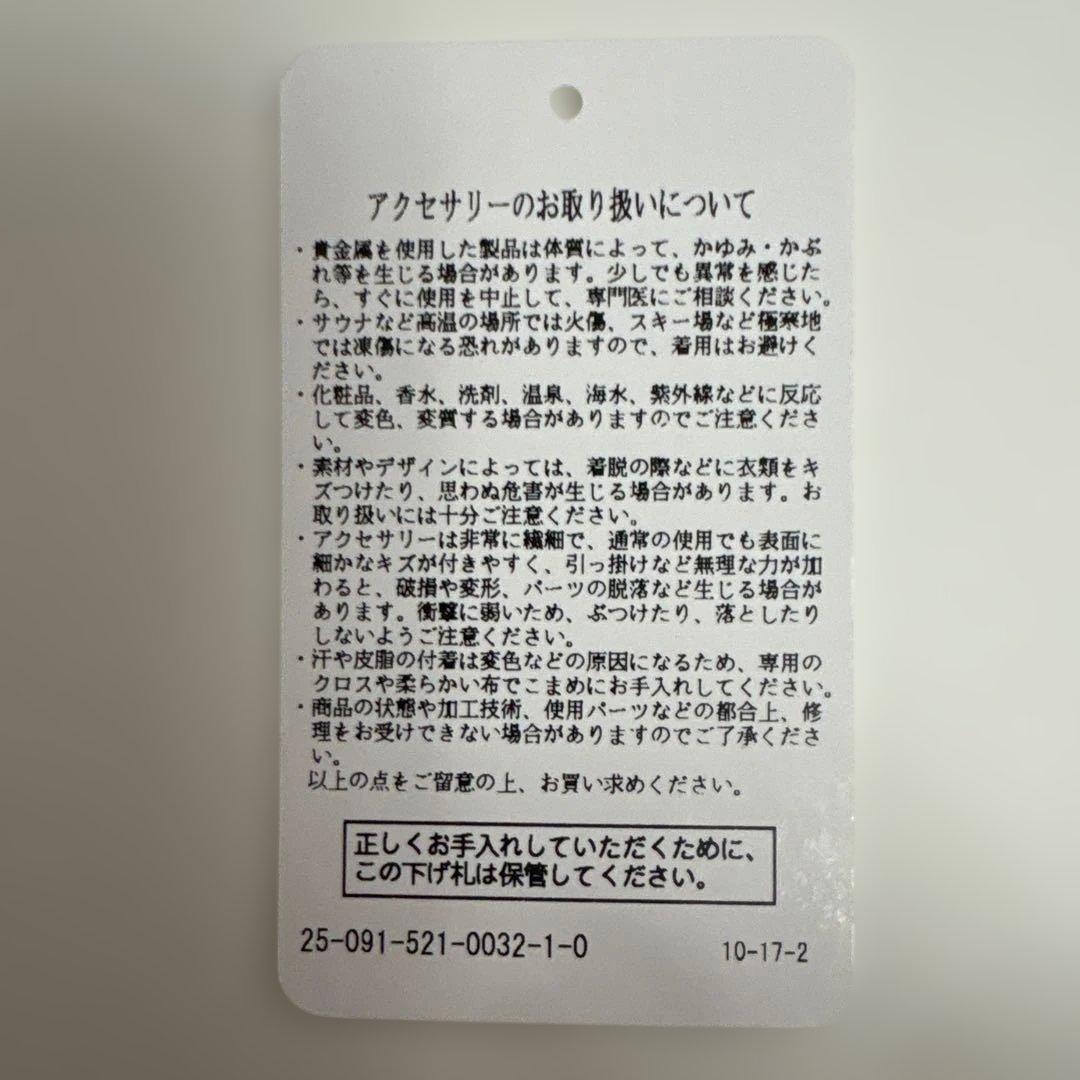 アクセサリーのお取り扱いについて
・貴金属を使用した製品は体質によって、かゆみ・かぶ
れ等を生じる場合があります。少しでも異常を感じた
ら、すぐに使用を中止して、専門医にご相談ください。
・サウナなど高温の場所では火傷、スキー場など極寒地
では凍傷になる恐れがありますので、着用はお避けく
ださい。
・化粧品、香水、洗剤、温泉、海水、紫外線などに反応
して変色、変質する場合がありますのでご注意くださ
い。
・素材やデザインによっては、着脱の際などに衣類をキ
ズつけたり、思わぬ危害が生じる場合があります。お
取り扱いには十分ご注意ください。
・アクセサリーは非常に繊細で、通常の使用でも表面に
細かなキズが付きやすく、引っ掛けなど無理な力が加
わると、破損や変形、パーツの脱落など生じる場合が
あります。衝撃に弱いため、ぶつけたり、落としたり
しないようご注意ください。
・汗や皮脂の付着は変色などの原因になるため、専用の
クロスや柔らかい布でこまめにお手入れしてください。
・商品の状態や加工技術、使用パーツなどの都合上、修
理をお受けできない場合がありますのでご了承くださ
い。
以上の点をご留意の上、お買い求めください。
正しくお手入れしていただくために、
この下げ札は保管してください。
25-091-521-0032-1-0
10-17-2